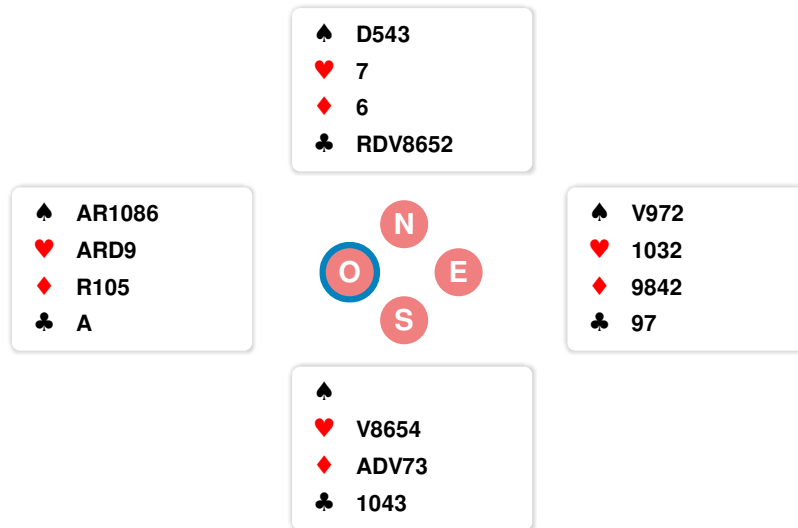 ♠ D543
♥ 7
♦ 6
♣ RDV8652
♠ AR1086
♥ ARD9
♦ R105
♣ A
N
O
E
S
♠ V972
♥ 1032
♦ 9842
♣ 97
♠
♥ V8654
♦ ADV73
♣ 1043